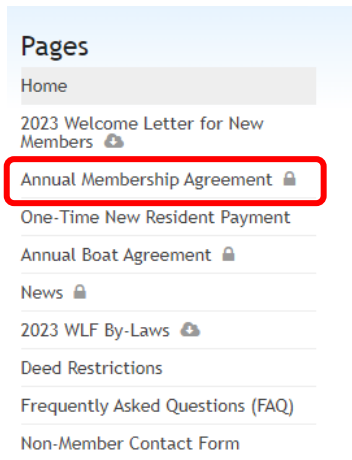 Pages
Home
2023 Welcome Letter for New
Members
Annual Membership Agreement
One-Time New Resident Payment
Annual Boat Agreement
News
2023 WLF By-Laws
Deed Restrictions
Frequently Asked Questions (FAQ)
Non-Member Contact Form